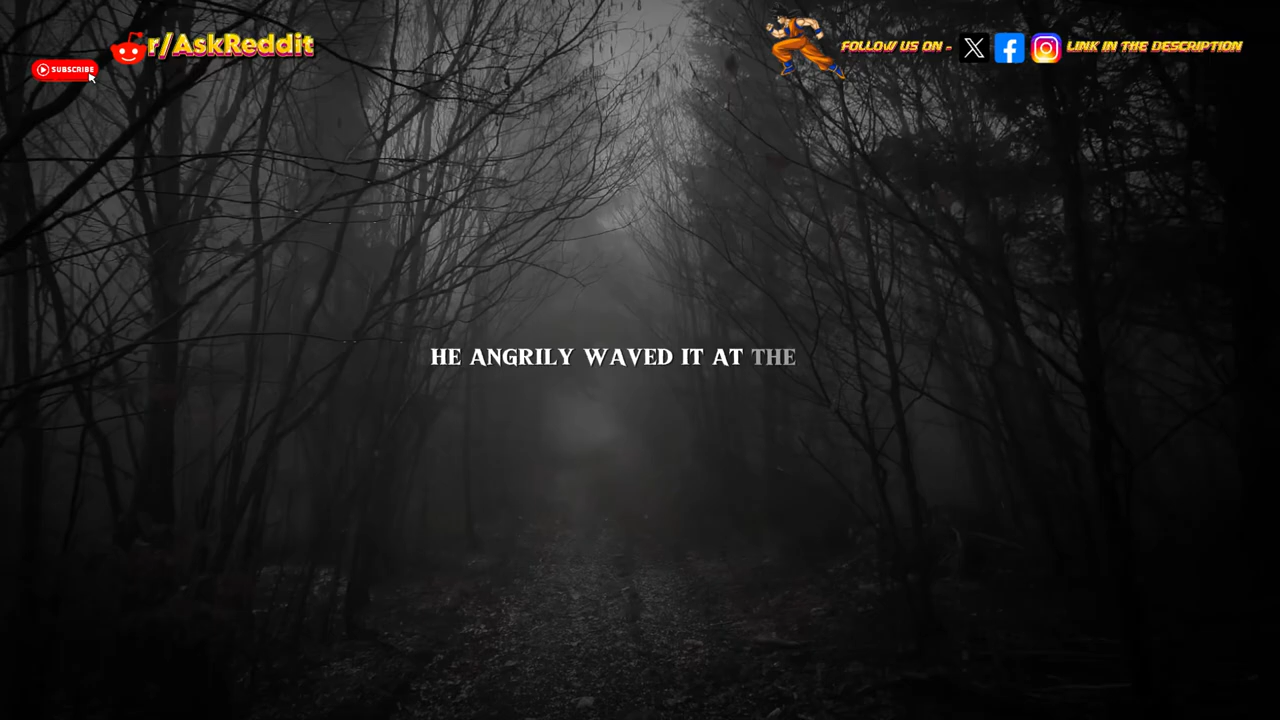 r/AskReddit
SUBSCRIBE
FOLLOW US ON - LINK IN THE DESCRIPTION
HE ANGRILY WAVED IT AT THE